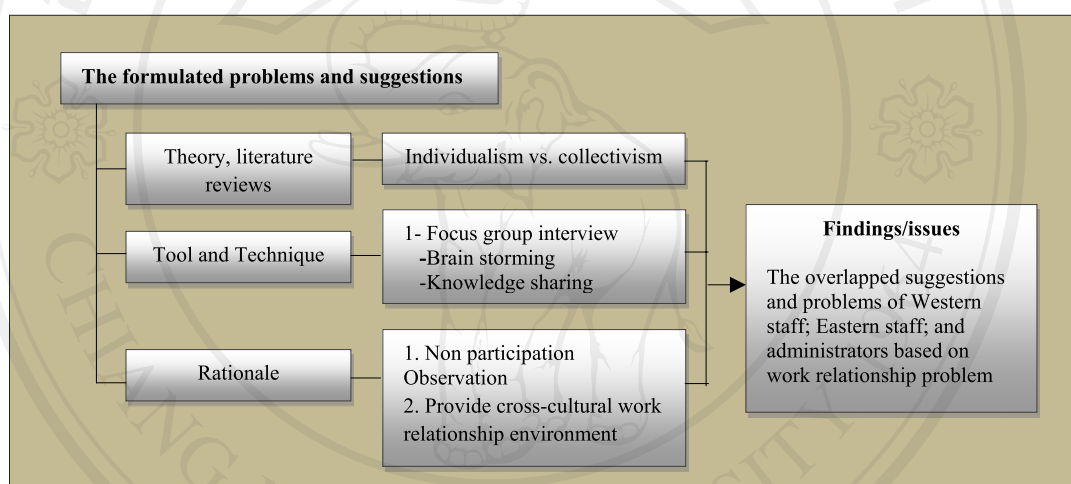 The formulated problems and suggestions
Theory, literature
reviews
Individualism vs. collectivism
Tool and Technique
1- Focus group interview
-Brain storming
-Knowledge sharing
Rationale
1. Non participation
Observation
2. Provide cross-cultural work
relationship environment
Findings/issues
The overlapped suggestions
and problems of Western
staff; Eastern staff; and
administrators based on
work relationship problem